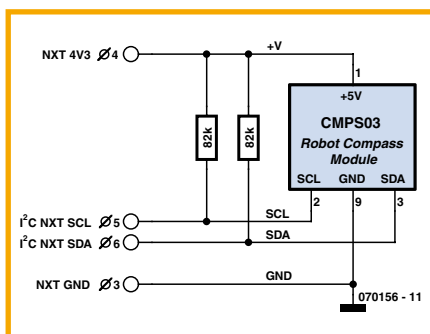 NXT 4V3 4
+V
1
+5V
CMPS03
Robot Compass
Module
SCL GND SDA
82k
82k
2 9 3
I²C NXT SCL 5
SCL
I²C NXT SDA 6
SDA
NXT GND 3
GND
070156 - 11